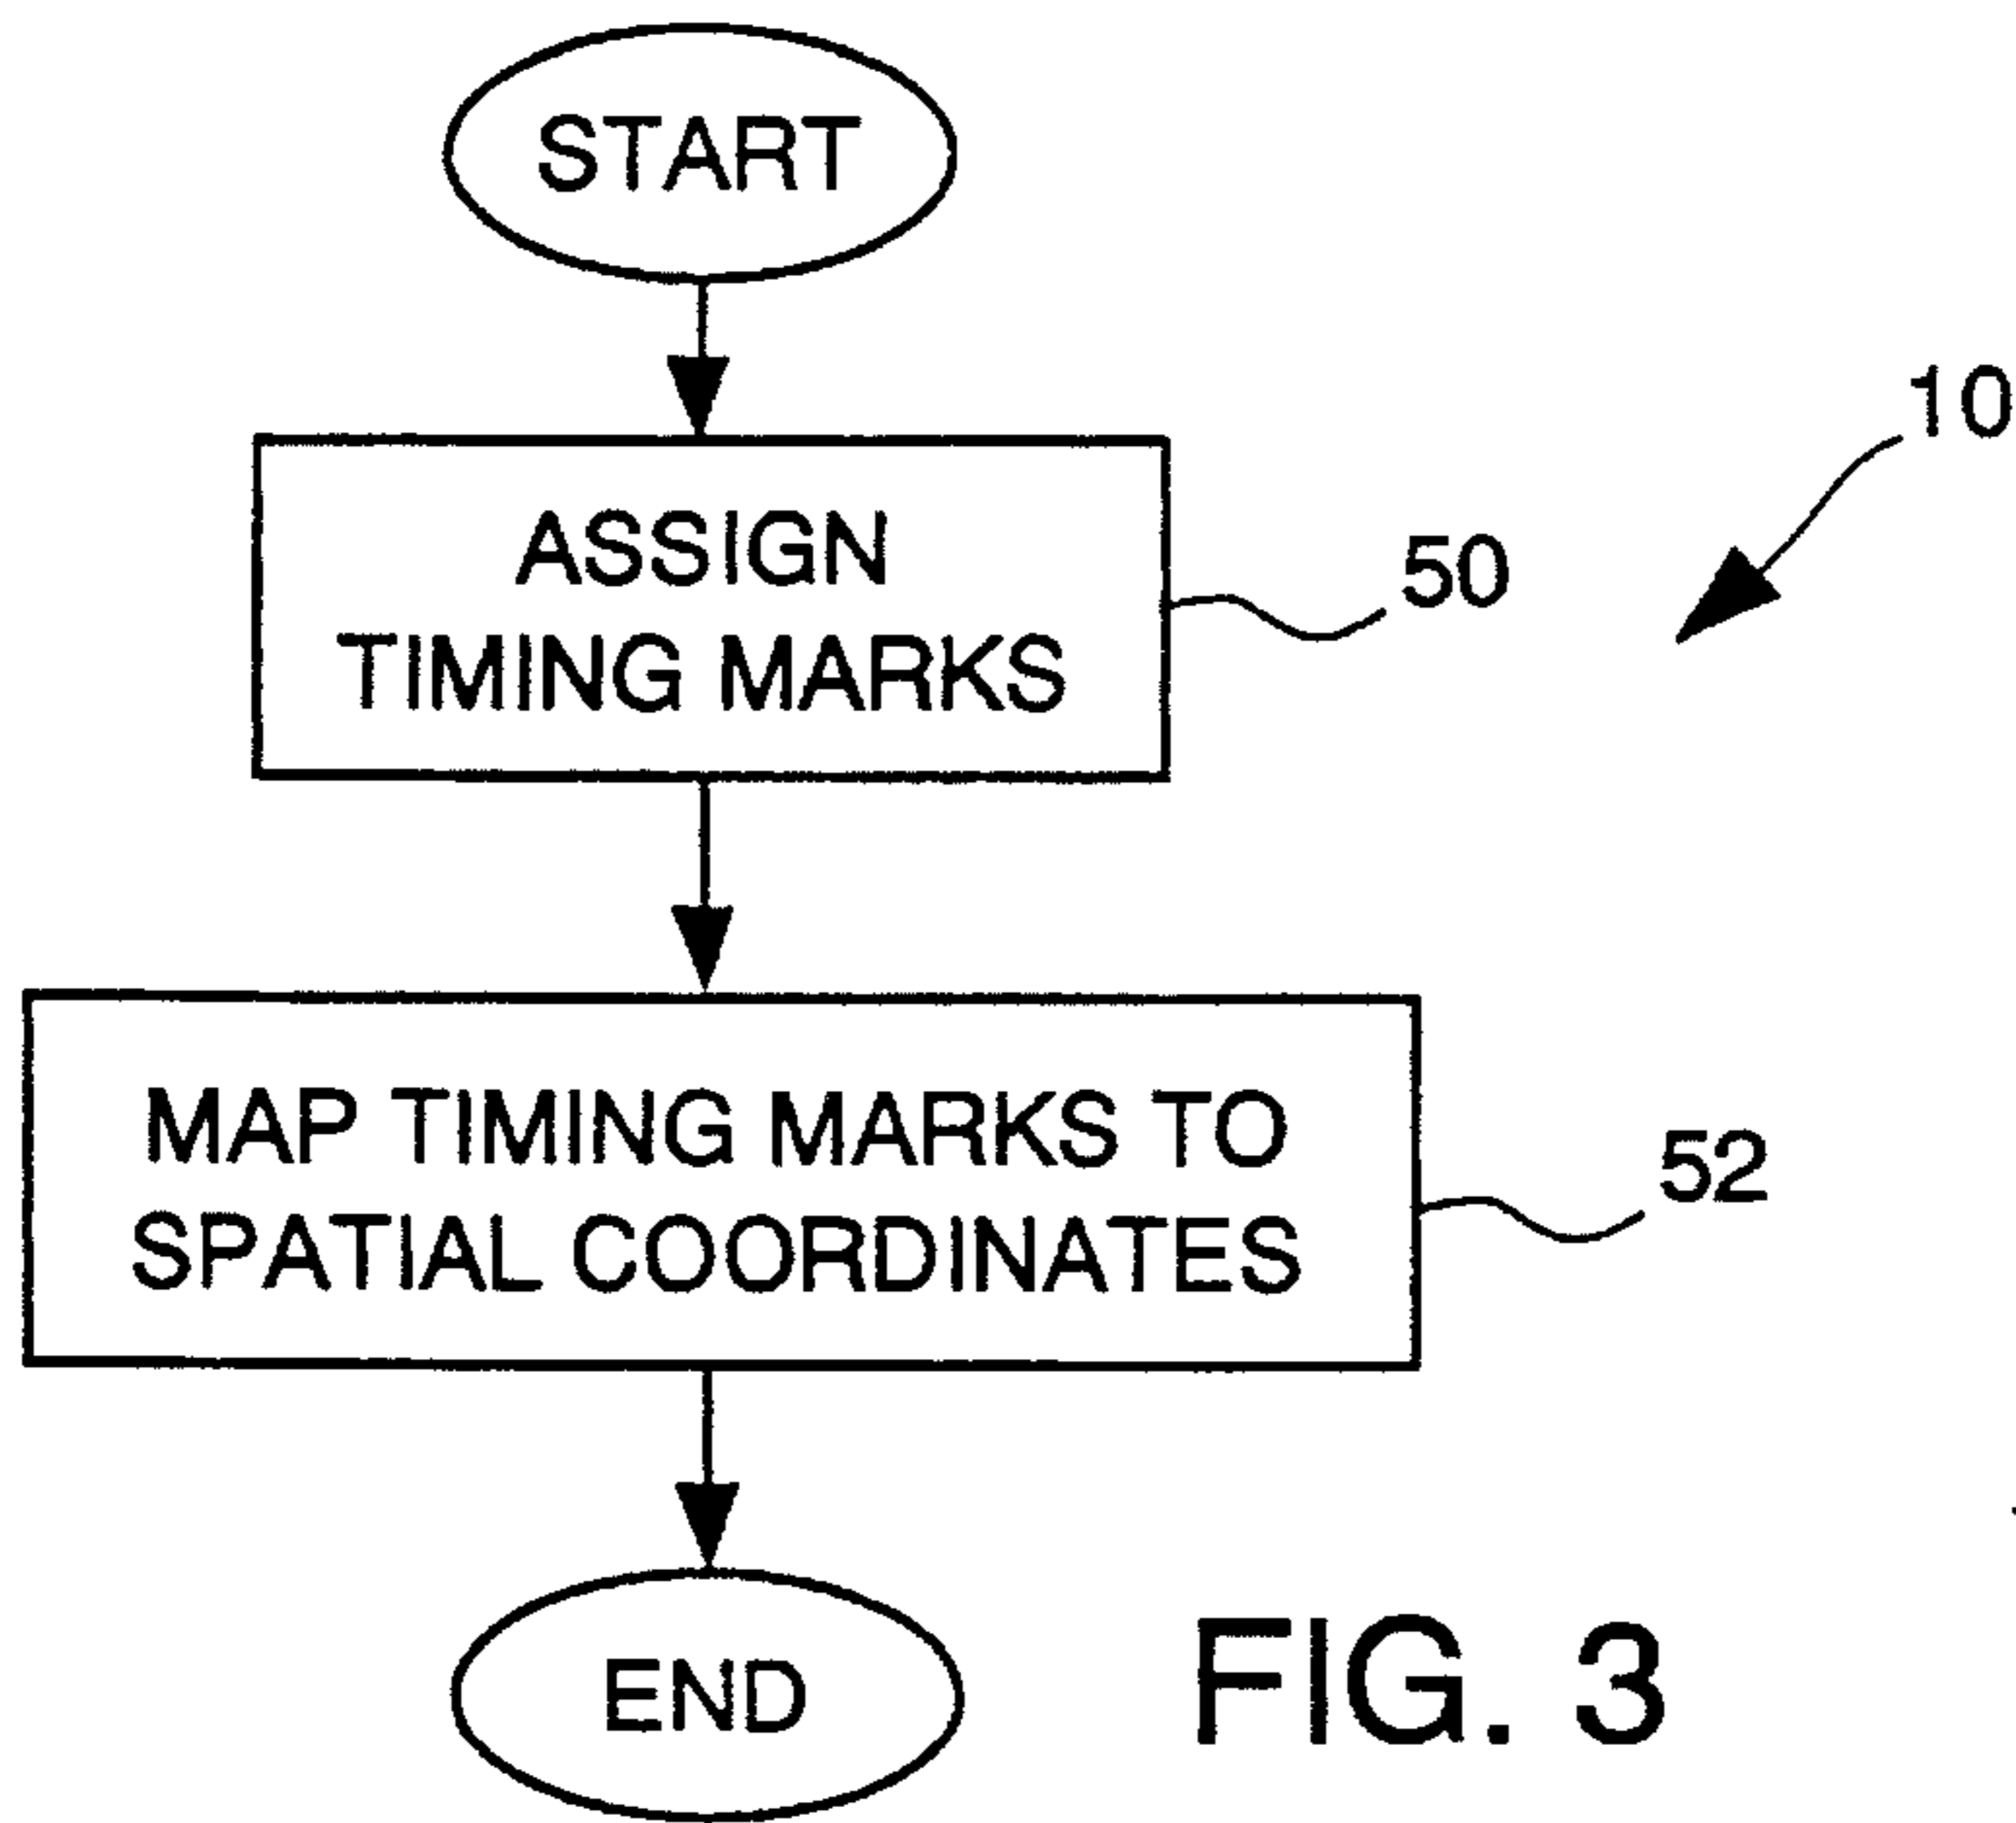 START
10
ASSIGN
TIMING MARKS
50
MAP TIMING MARKS TO
SPATIAL COORDINATES
52
END
FIG. 3